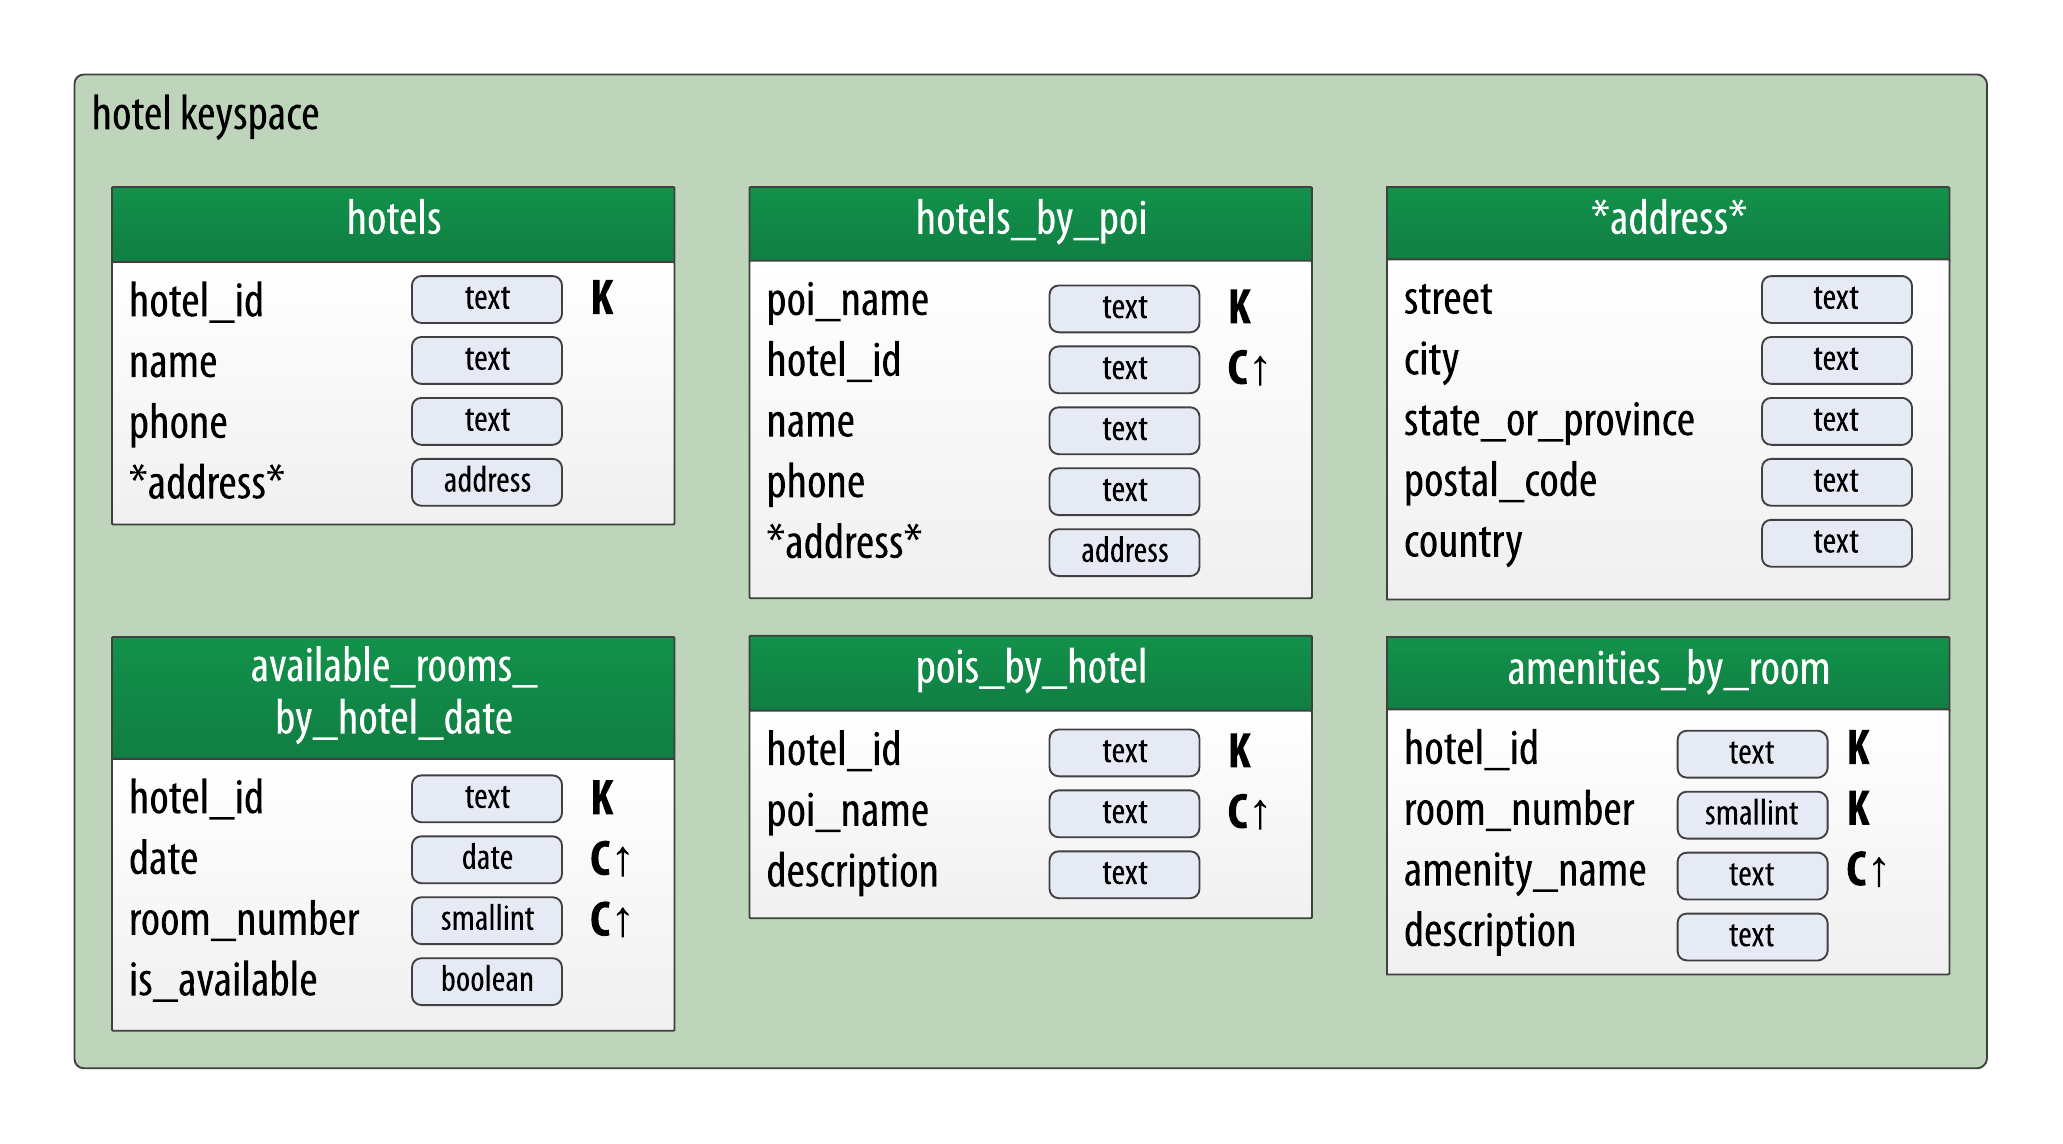 hotel keyspace
hotels
hotel_id text K
name text
phone text
*address* address
hotels_by_poi
poi_name text K
hotel_id text C↑
name text
phone text
*address* address
*address*
street text
city text
state_or_province text
postal_code text
country text
available_rooms_
by_hotel_date
hotel_id text K
date date C↑
room_number smallint C↑
is_available boolean
pois_by_hotel
hotel_id text K
poi_name text C↑
description text
amenities_by_room
hotel_id text K
room_number smallint K
amenity_name text C↑
description text